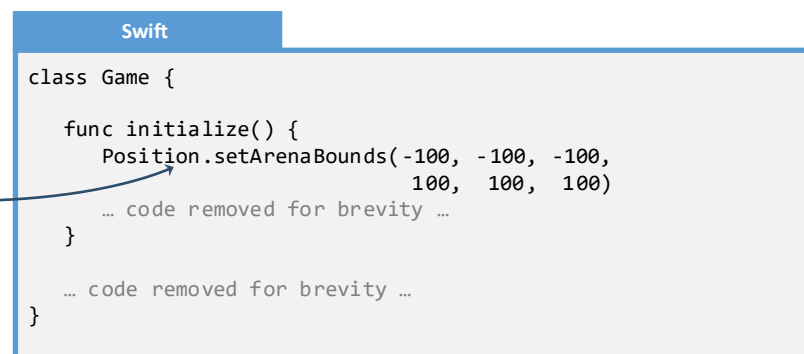 Swift
class Game {
   func initialize() {
      Position.setArenaBounds(-100, -100, -100,
                               100,  100,  100)
      … code removed for brevity …
   }
   … code removed for brevity …
}